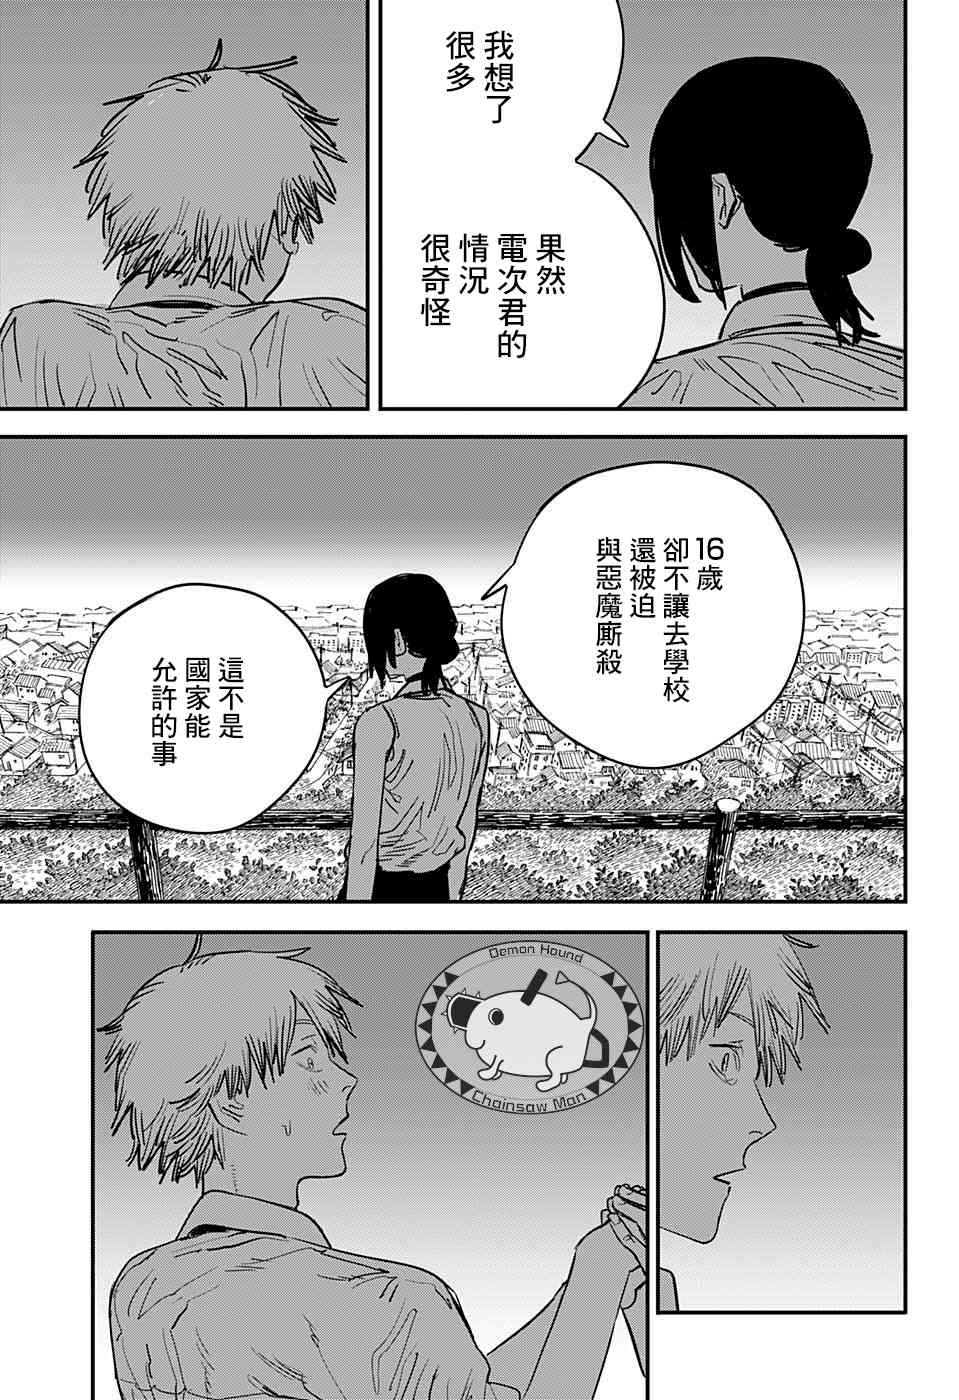 我想了
很多
果然
電次君的
情況
很奇怪
16歲
卻不讓去學校
還被迫
與惡魔廝殺
這不是
國家能
允許的事
Demon Hound
Chainsaw Man